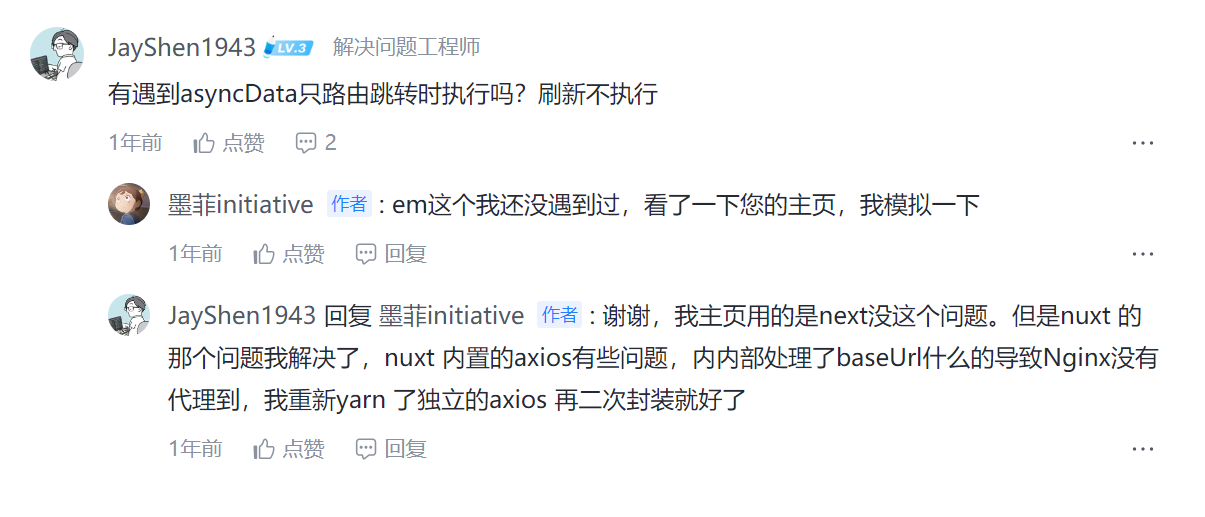 JayShen1943 LV.3 解决问题工程师
有遇到asyncData只路由跳转时执行吗？刷新不执行
1年前 点赞 2
墨菲initiative 作者 : em这个我还没遇到过，看了一下您的主页，我模拟一下
1年前 点赞 回复
JayShen1943 回复 墨菲initiative 作者 : 谢谢，我主页用的是next没这个问题。但是nuxt 的
那个问题我解决了，nuxt 内置的axios有些问题，内内部处理了baseUrl什么的导致Nginx没有
代理到，我重新yarn 了独立的axios 再二次封装就好了
1年前 点赞 回复